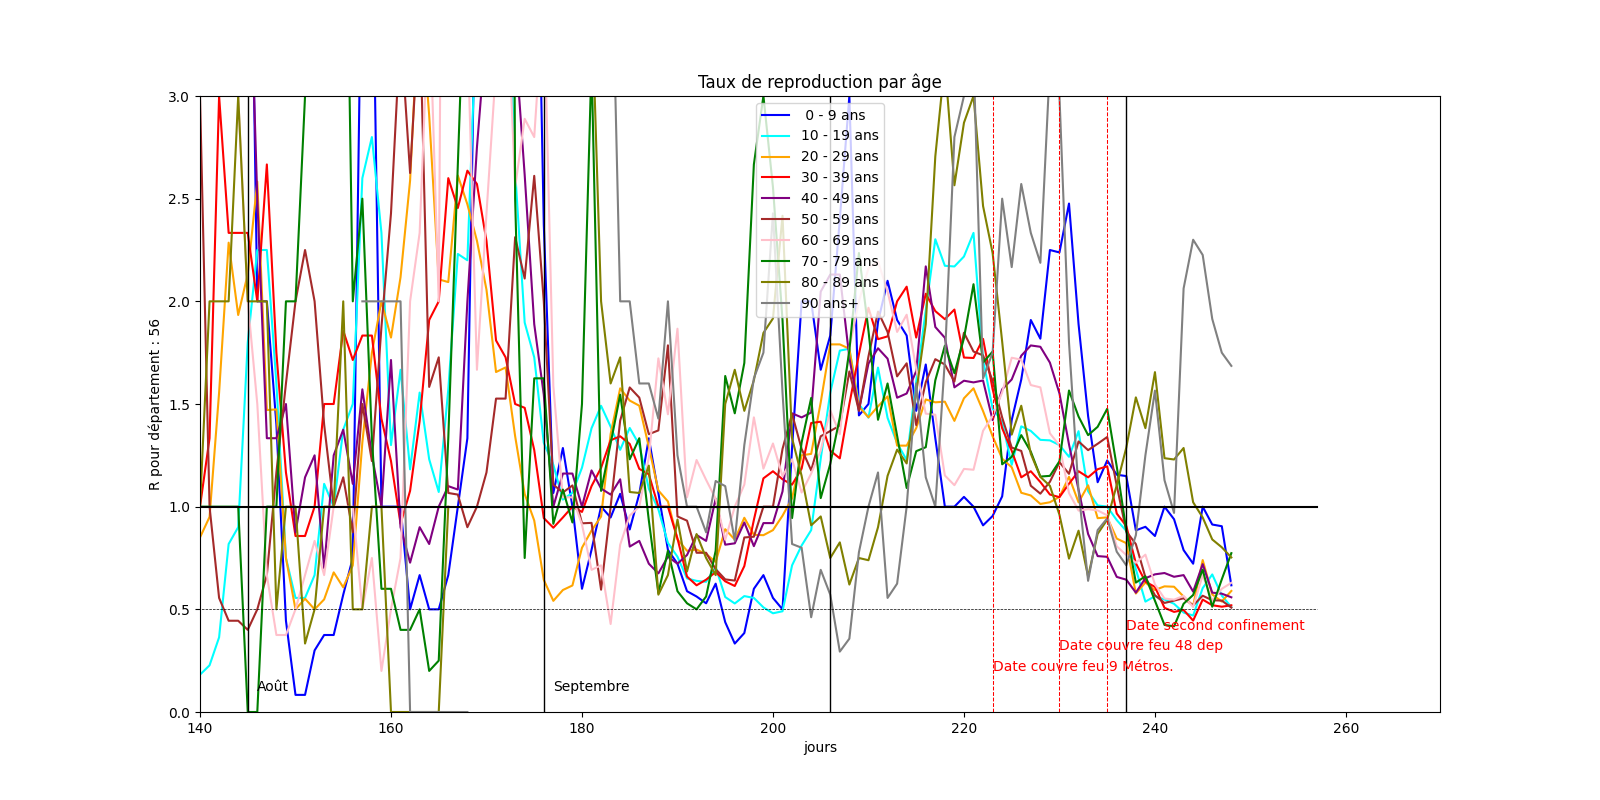 Taux de reproduction par âge
R pour département : 56
3.0
2.5
2.0
1.5
1.0
0.5
0.0
0 - 9 ans
10 - 19 ans
20 - 29 ans
30 - 39 ans
40 - 49 ans
50 - 59 ans
60 - 69 ans
70 - 79 ans
80 - 89 ans
90 ans+
Date second confinement
Date couvre feu 48 dep
Date couvre feu 9 Métros.
Août
Septembre
140 160 180 200 220 240 260
jours